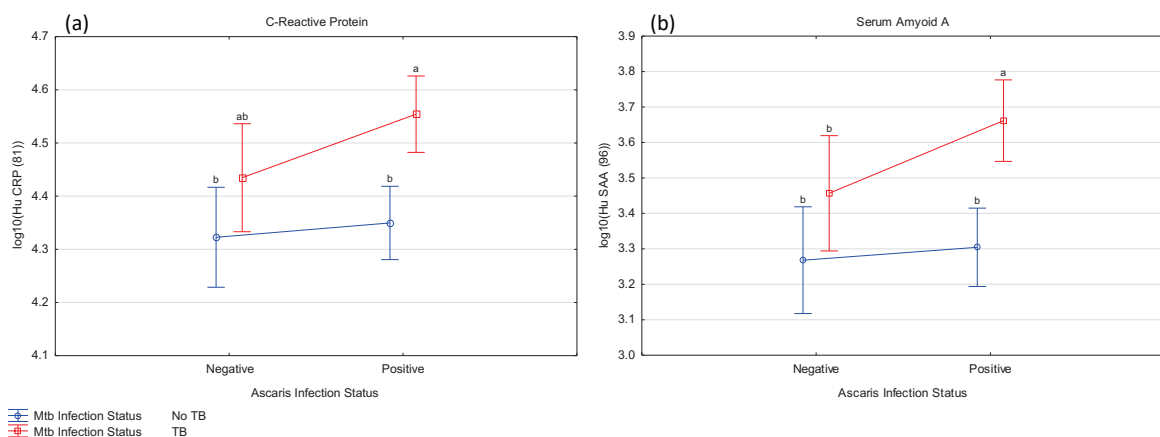 (a)
C-Reactive Protein
4.7
4.6
4.5
4.4
4.3
4.2
4.1
log10(Hu CRP (81))
b
ab
b
a
Negative
Positive
Ascaris Infection Status
(b)
Serum Amyoid A
3.9
3.8
3.7
3.6
3.5
3.4
3.3
3.2
3.1
3.0
log10(Hu SAA (96))
b
b
b
a
Negative
Positive
Ascaris Infection Status
Mtb Infection Status No TB
Mtb Infection Status TB